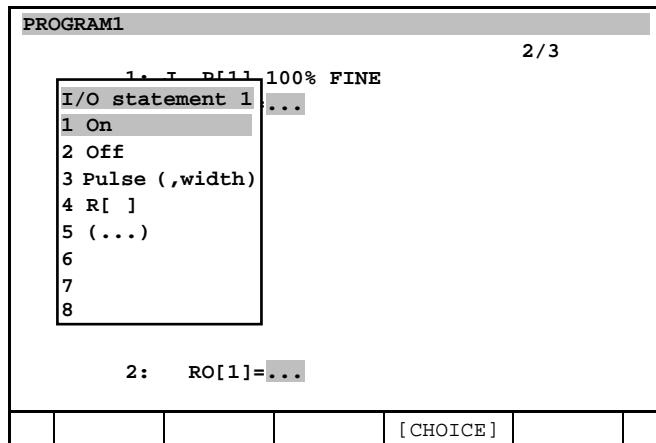 PROGRAM1
2/3
1: J P[1] 100% FINE
I/O statement 1
...
1 On
2 Off
3 Pulse (,width)
4 R[ ]
5 (...)
6
7
8
2: RO[1]=...
[CHOICE]